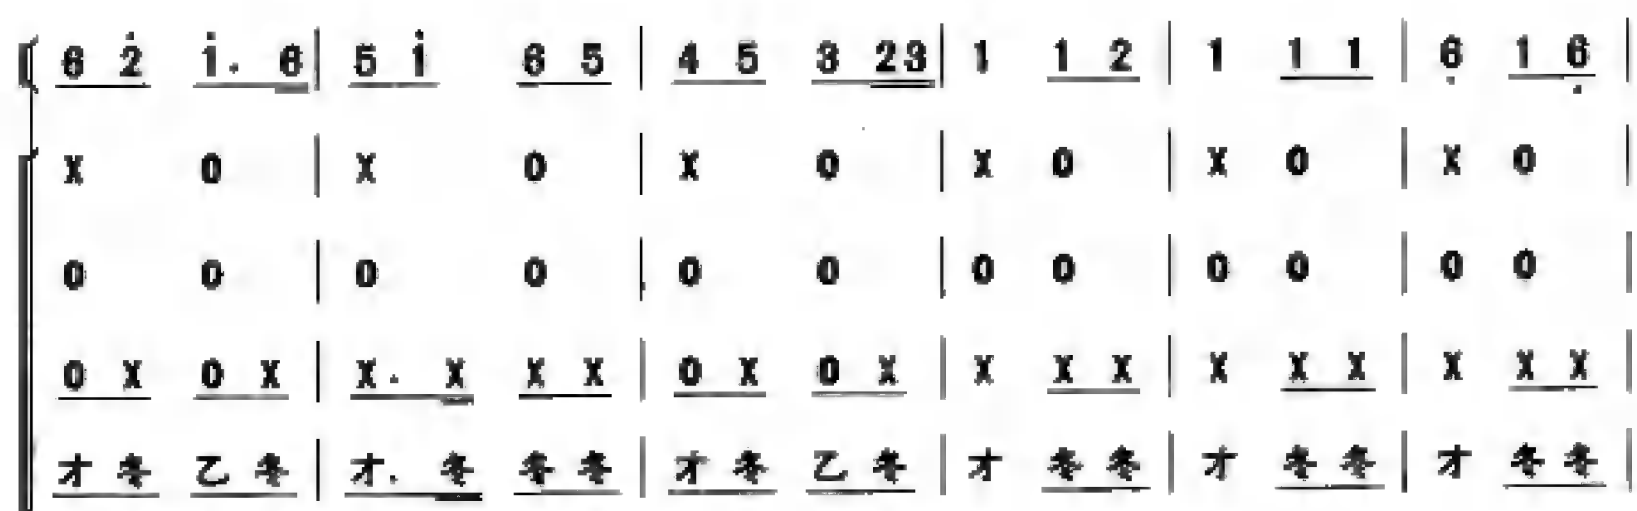 6 2̇ 1̇. 6 | 5 1̇ 6 5 | 4 5 3 23 | 1 1 2 | 1 1 1 | 6̣ 1 6̣ |
X 0 | X 0 | X 0 | X 0 | X 0 | X 0 |
0 0 | 0 0 | 0 0 | 0 0 | 0 0 | 0 0 |
0 X 0 X | X. X X X | 0 X 0 X | X X X | X X X | X X X |
才 冬 乙 冬 | 才. 冬 冬 冬 | 才 冬 乙 冬 | 才 冬 冬 | 才 冬 冬 | 才 冬 冬 |